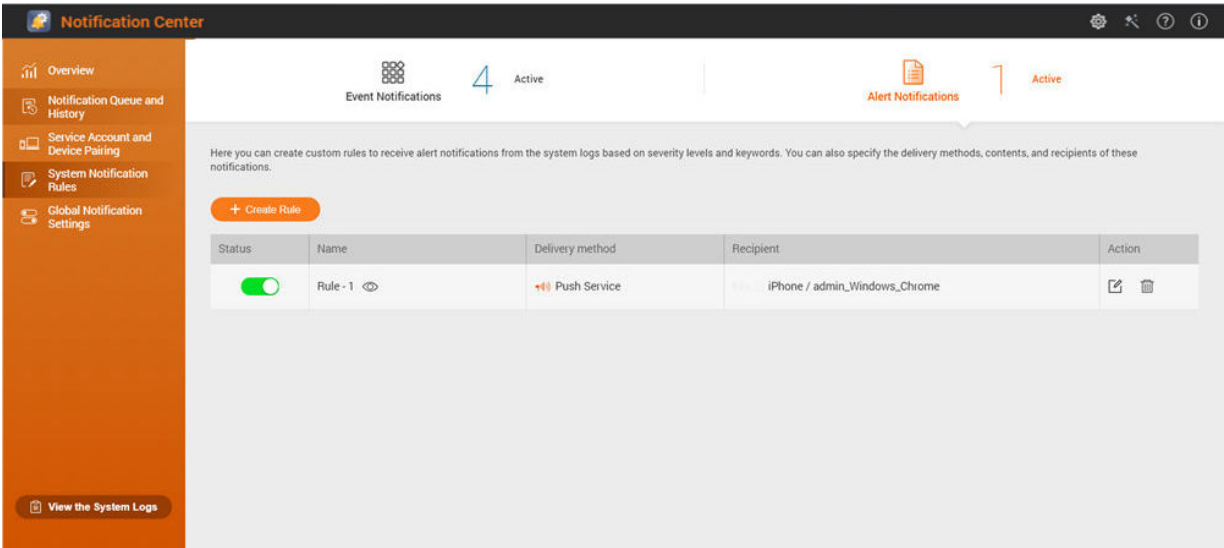 Notification Center
Overview
Notification Queue and
History
Service Account and
Device Pairing
System Notification
Rules
Global Notification
Settings
View the System Logs
Event Notifications
4 Active
Alert Notifications
1 Active
Here you can create custom rules to receive alert notifications from the system logs based on severity levels and keywords. You can also specify the delivery methods, contents, and recipients of these
notifications.
+ Create Rule
Status Name Delivery method Recipient Action
Rule - 1 Push Service iPhone / admin_Windows_Chrome